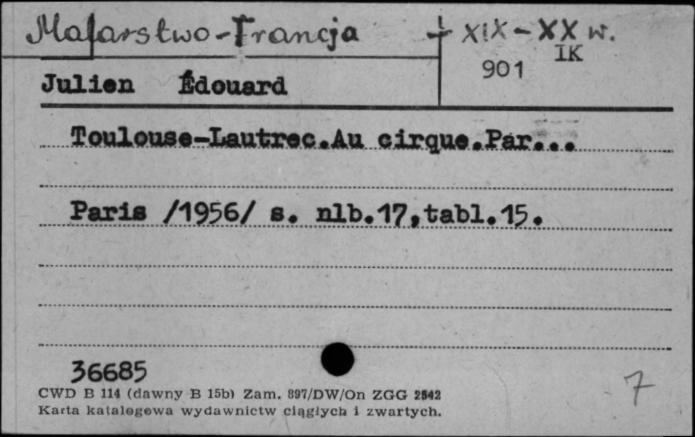 Malarstwo-Francja + XIX-XX w.
901 IK
Julien Édouard
Toulouse-Lautrec.Au cirque.Par...
Paris /1956/ s. nlb.17,tabl.15.
36685
7
CWD B 114 (dawny B 15b) Zam. 897/DW/On ZGG 2542
Karta katalogowa wydawnictw ciągłych i zwartych.